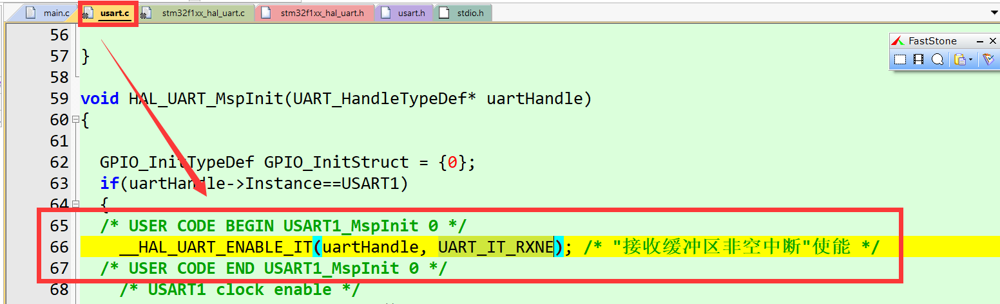 main.c usart.c stm32f1xx_hal_uart.c stm32f1xx_hal_uart.h usart.h stdio.h
FastStone
56
57 }
58
59 void HAL_UART_MspInit(UART_HandleTypeDef* uartHandle)
60 {
61
62 GPIO_InitTypeDef GPIO_InitStruct = {0};
63 if(uartHandle->Instance==USART1)
64 {
65 /* USER CODE BEGIN USART1_MspInit 0 */
66 __HAL_UART_ENABLE_IT(uartHandle, UART_IT_RXNE); /* "接收缓冲区非空中断"使能 */
67 /* USER CODE END USART1_MspInit 0 */
68 /* USART1 clock enable */